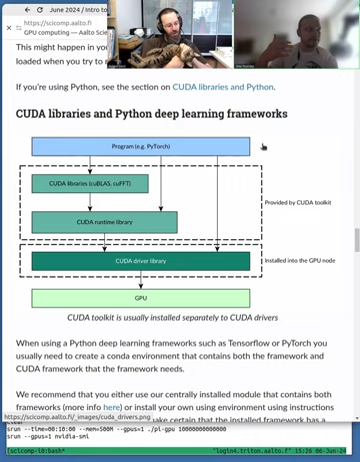 June 2024 / Intro to
https://scicomp.aalto.fi
GPU computing — Aalto Scie
This might happen in yo
loaded when you try to r
If you're using Python, see the section on CUDA libraries and Python.
CUDA libraries and Python deep learning frameworks
Program (e.g. PyTorch)
CUDA libraries (cuBLAS, cuFFT)
Provided by CUDA toolkit
CUDA runtime library
CUDA driver library
Installed into the GPU node
GPU
CUDA toolkit is usually installed separately to CUDA drivers
When using a Python deep learning frameworks such as Tensorflow or PyTorch you
usually need to create a conda environment that contains both the framework and
CUDA framework that the framework needs.
We recommend that you either use our centrally installed module that contains both
frameworks (more info here) or install your own using environment using instructions
https://scicomp.aalto.fi/_images/cuda_drivers.png
ake certain that the installed framework has a
srun --time=00:10:00 --mem=500M --gpus=1 ./pi-gpu 1000000000000
srun --gpus=1 nvidia-smi
"login4.triton.aalto.f" 15:26 06-Jun-24